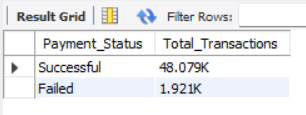 Result Grid Filter Rows:
Payment_Status Total_Transactions
Successful 48.079K
Failed 1.921K